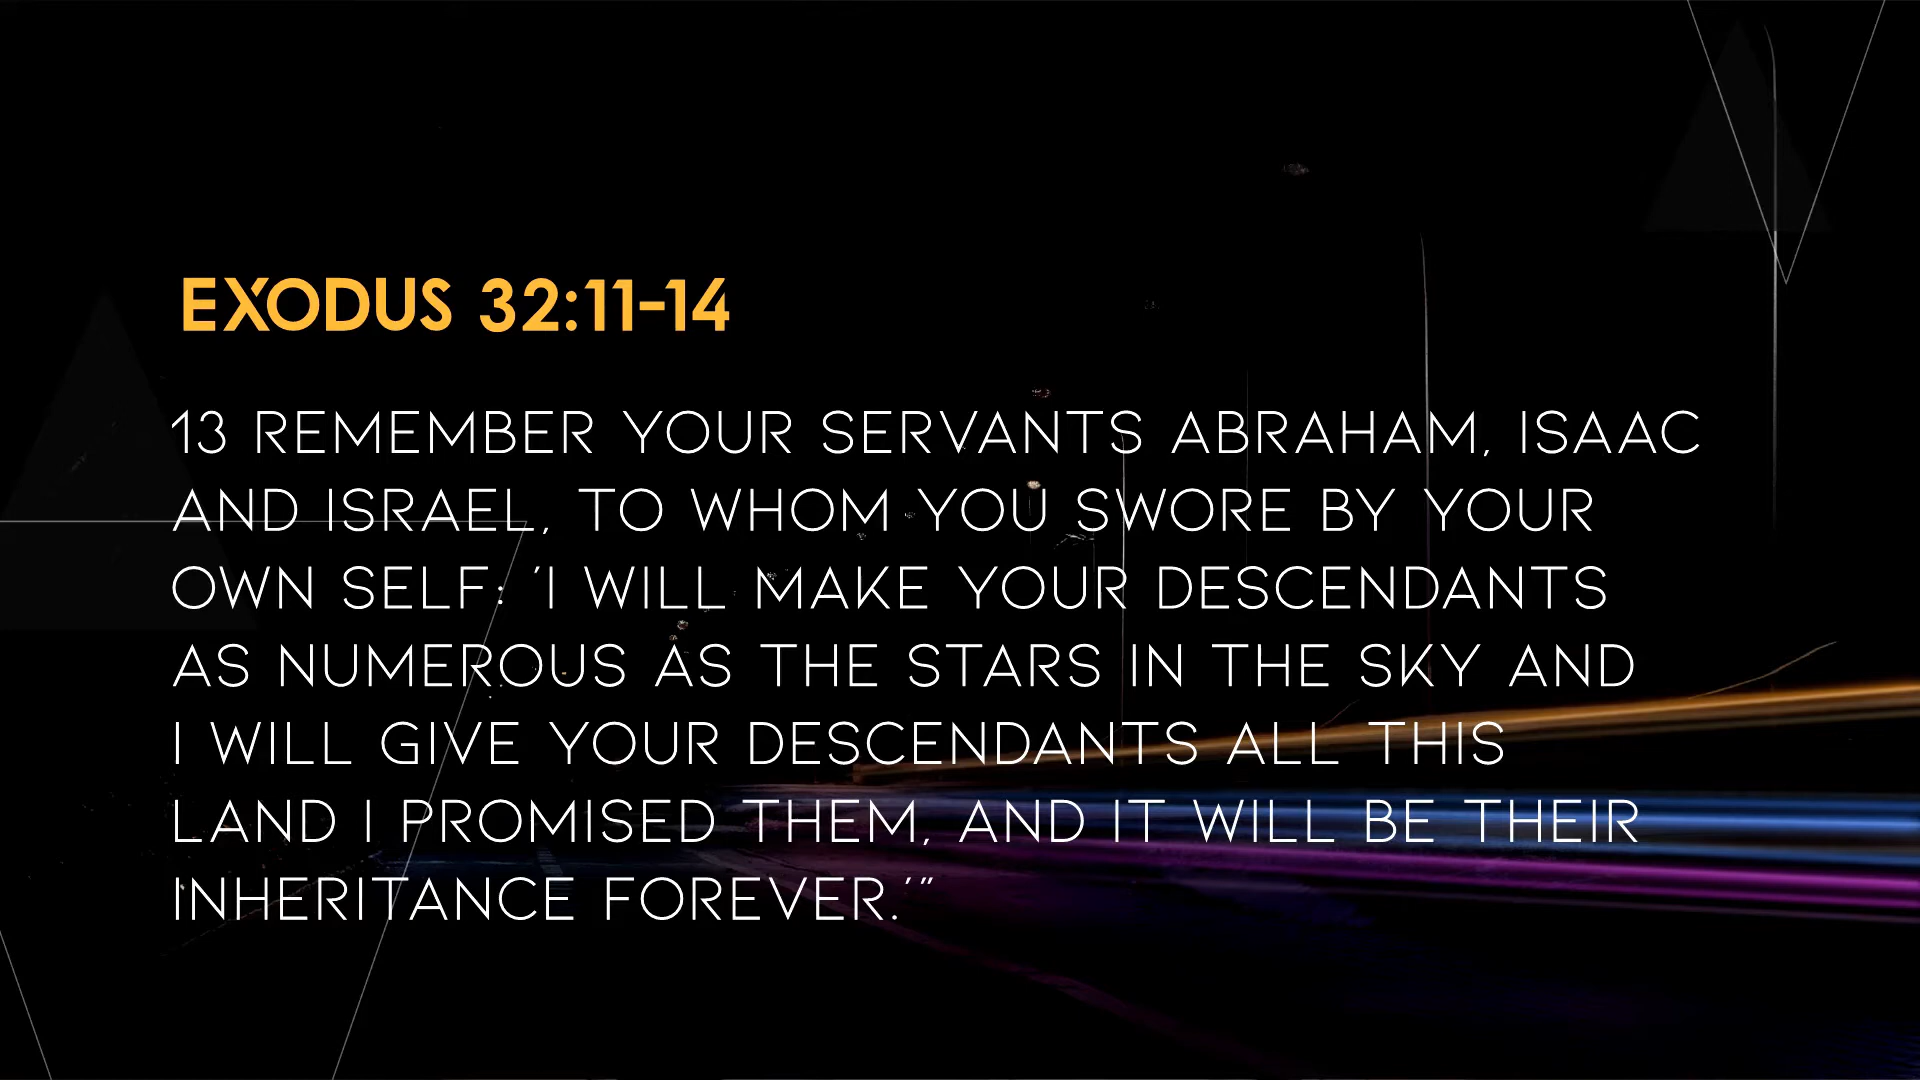 EXODUS 32:11-14
13 REMEMBER YOUR SERVANTS ABRAHAM, ISAAC
AND ISRAEL, TO WHOM YOU SWORE BY YOUR
OWN SELF: ‘I WILL MAKE YOUR DESCENDANTS
AS NUMEROUS AS THE STARS IN THE SKY AND
I WILL GIVE YOUR DESCENDANTS ALL THIS
LAND I PROMISED THEM, AND IT WILL BE THEIR
INHERITANCE FOREVER.’”